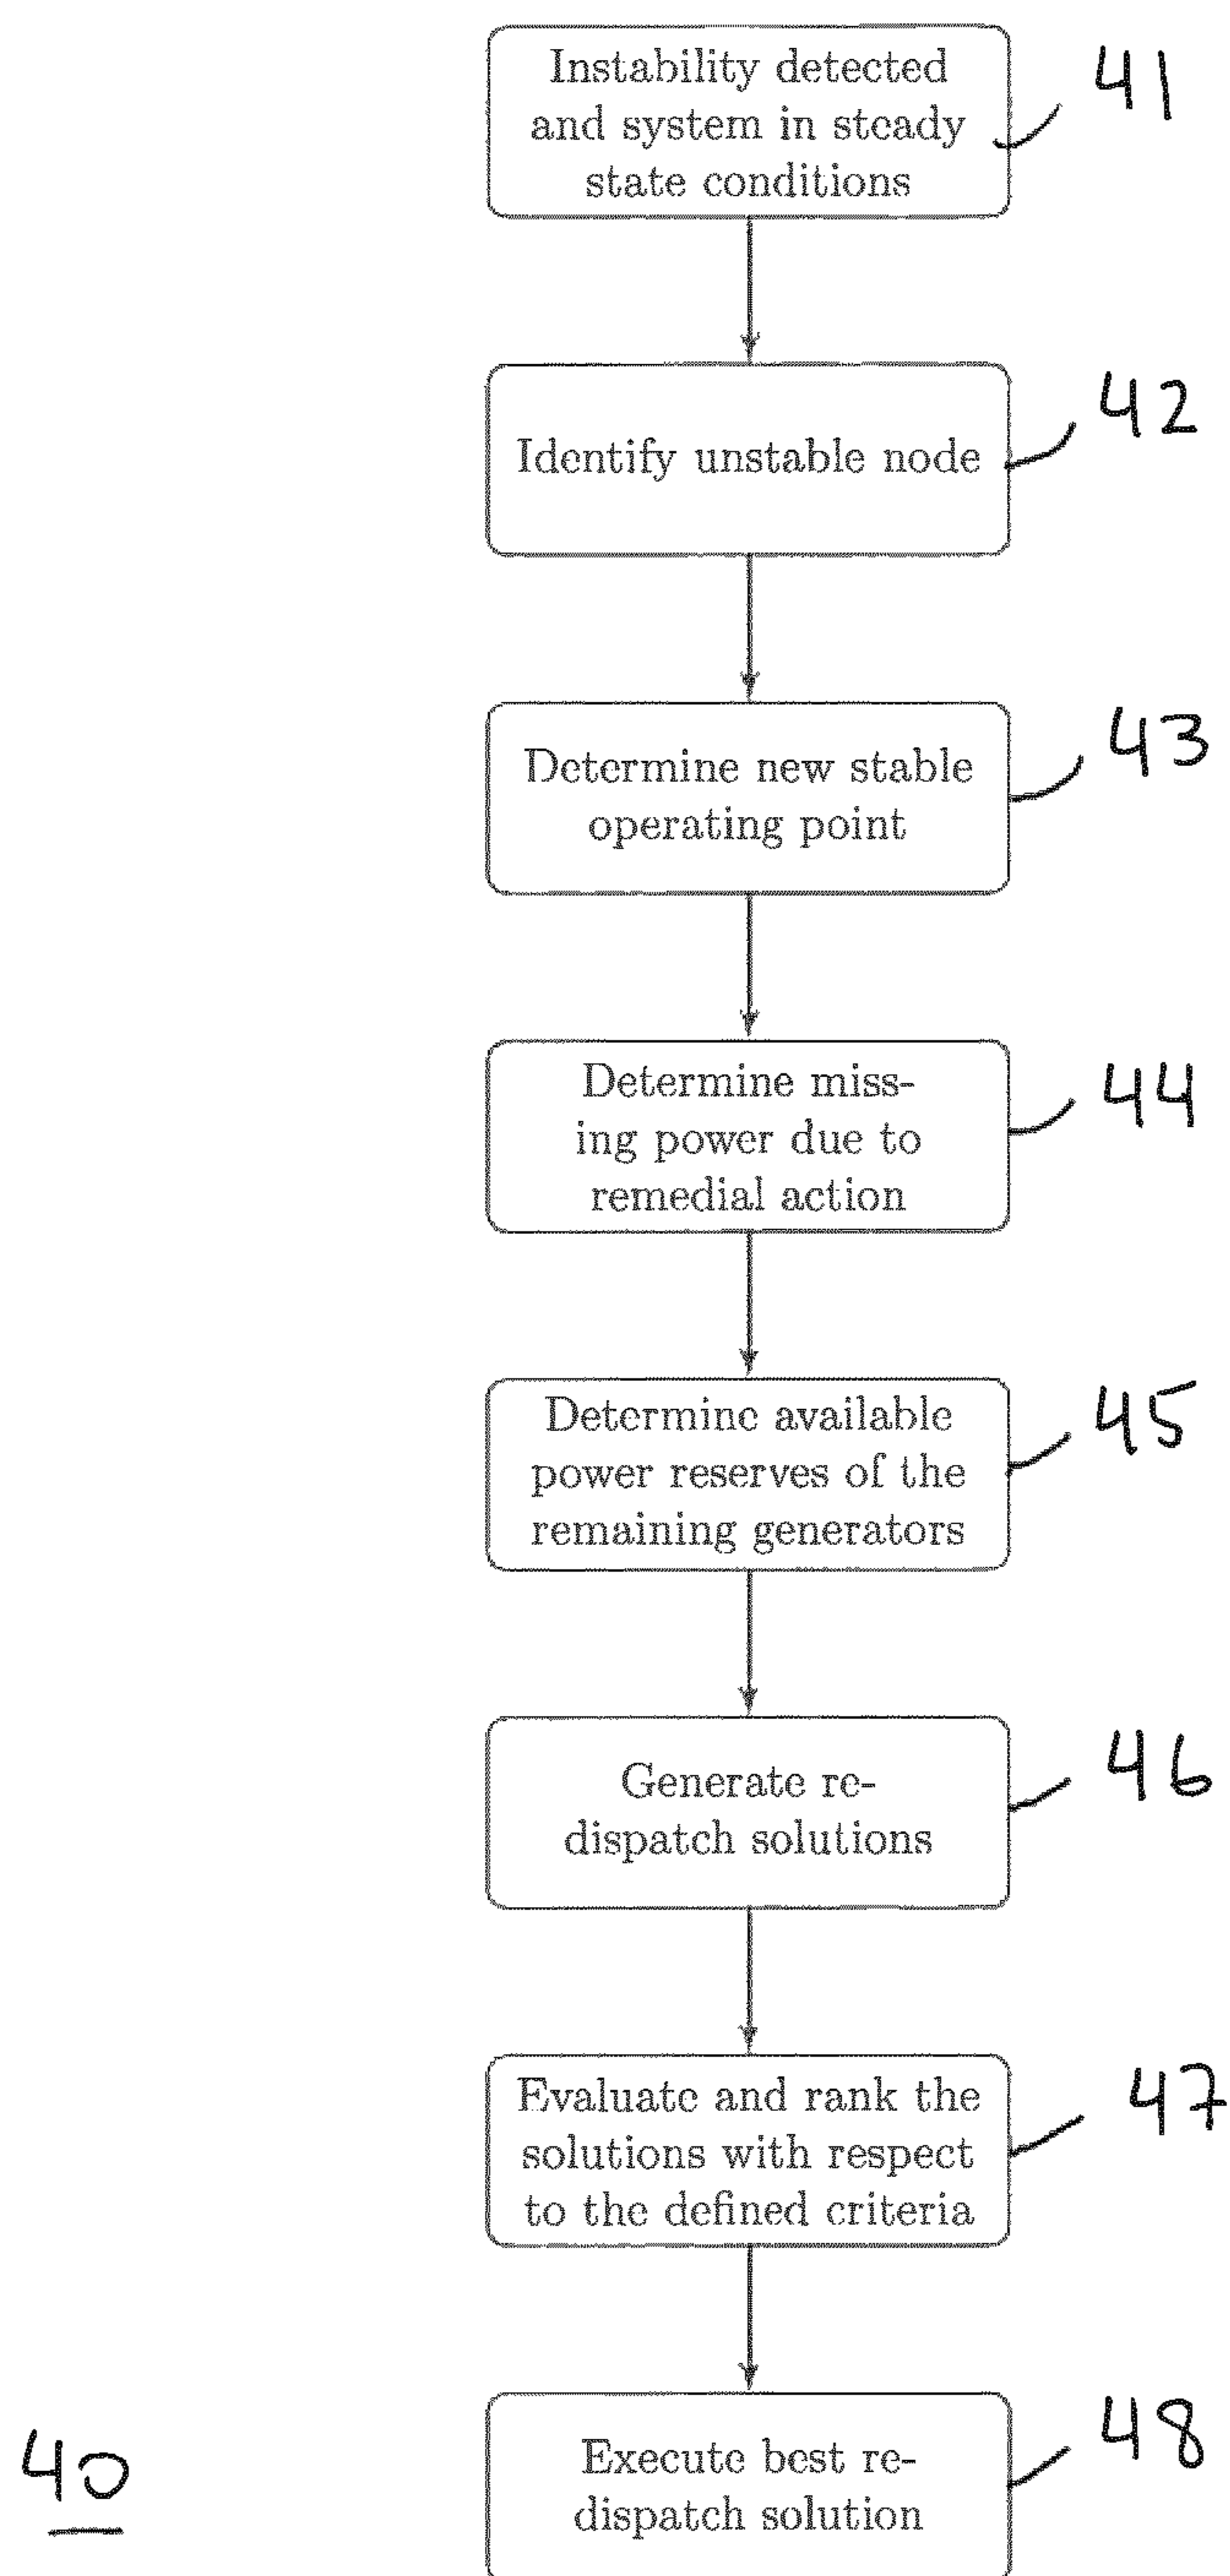 Instability detected
and system in steady
state conditions
41
Identify unstable node
42
Determine new stable
operating point
43
Determine miss-
ing power due to
remedial action
44
Determine available
power reserves of the
remaining generators
45
Generate re-
dispatch solutions
46
Evaluate and rank the
solutions with respect
to the defined criteria
47
Execute best re-
dispatch solution
48
40